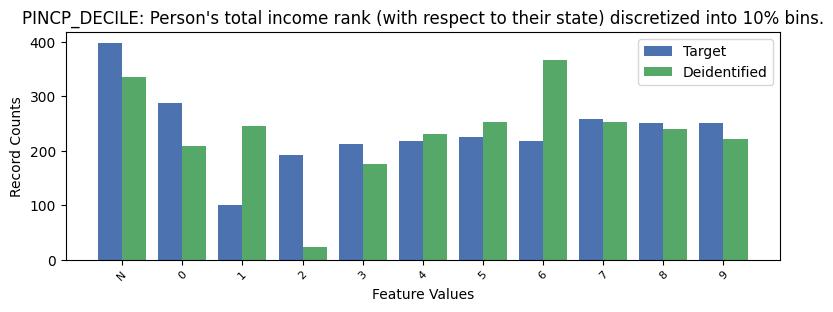 PINCP_DECILE: Person's total income rank (with respect to their state) discretized into 10% bins.
Target
Deidentified
Record Counts
400
300
200
100
0
N 0 1 2 3 4 5 6 7 8 9
Feature Values